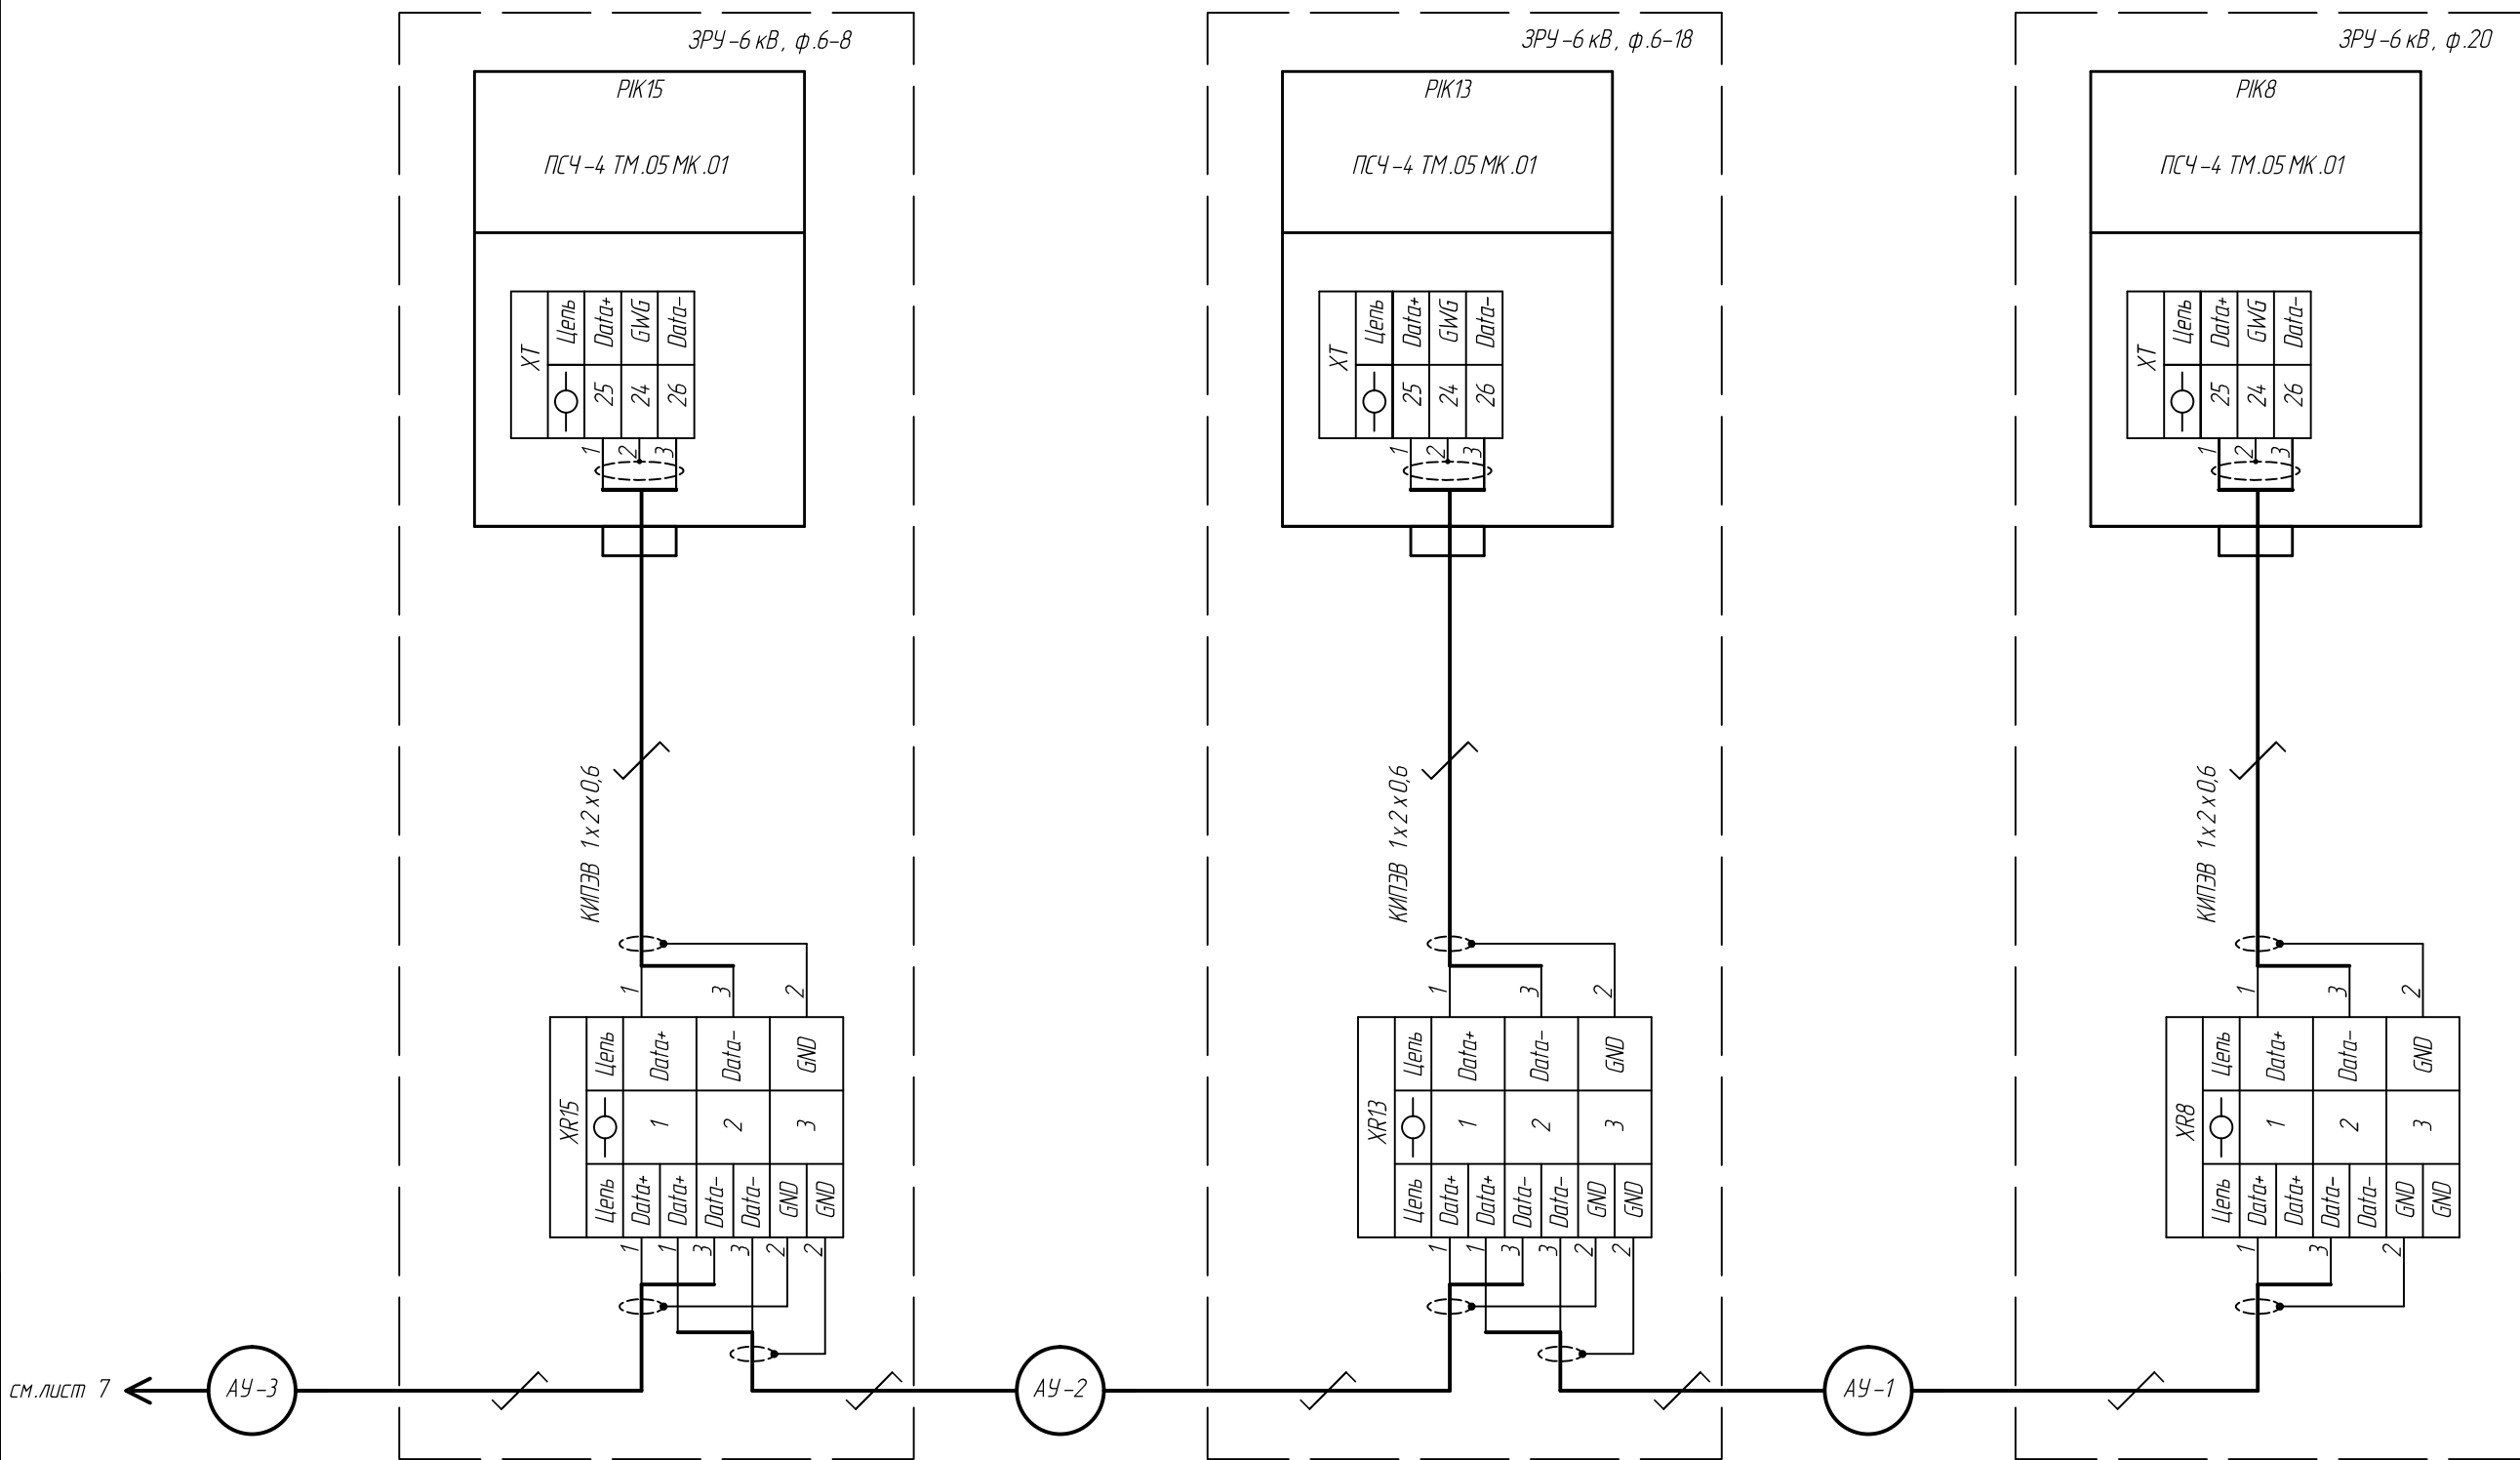 ЗРУ-6 кВ, ф.6-8
PIK15
ПСЧ-4 ТМ.05 МК.01
XT
Цепь
Data+
GWG
Data-
25
24
26
1
2
3
КИПЭВ 1х2х0,6
1
3
2
XR15
Цепь
Data+
Data-
GND
1
2
3
Цепь
Data+
Data+
Data-
Data-
GND
GND
1
1
3
3
2
2
ЗРУ-6 кВ, ф.6-18
PIK13
ПСЧ-4 ТМ.05 МК.01
XT
Цепь
Data+
GWG
Data-
25
24
26
1
2
3
КИПЭВ 1х2х0,6
1
3
2
XR13
Цепь
Data+
Data-
GND
1
2
3
Цепь
Data+
Data+
Data-
Data-
GND
GND
1
1
3
3
2
2
ЗРУ-6 кВ, ф.20
PIK8
ПСЧ-4 ТМ.05 МК.01
XT
Цепь
Data+
GWG
Data-
25
24
26
1
2
3
КИПЭВ 1х2х0,6
1
3
2
XR8
Цепь
Data+
Data-
GND
1
2
3
Цепь
Data+
Data+
Data-
Data-
GND
GND
1
3
2
см.лист 7
АУ-3
АУ-2
АУ-1